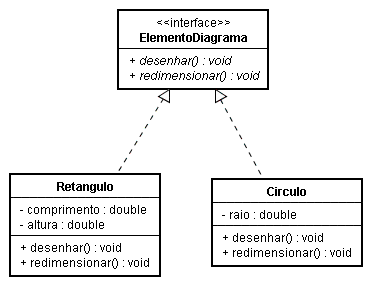 <<interface>>
ElementoDiagrama
+ desenhar() : void
+ redimensionar() : void
Retangulo
- comprimento : double
- altura : double
+ desenhar() : void
+ redimensionar() : void
Circulo
- raio : double
+ desenhar() : void
+ redimensionar() : void